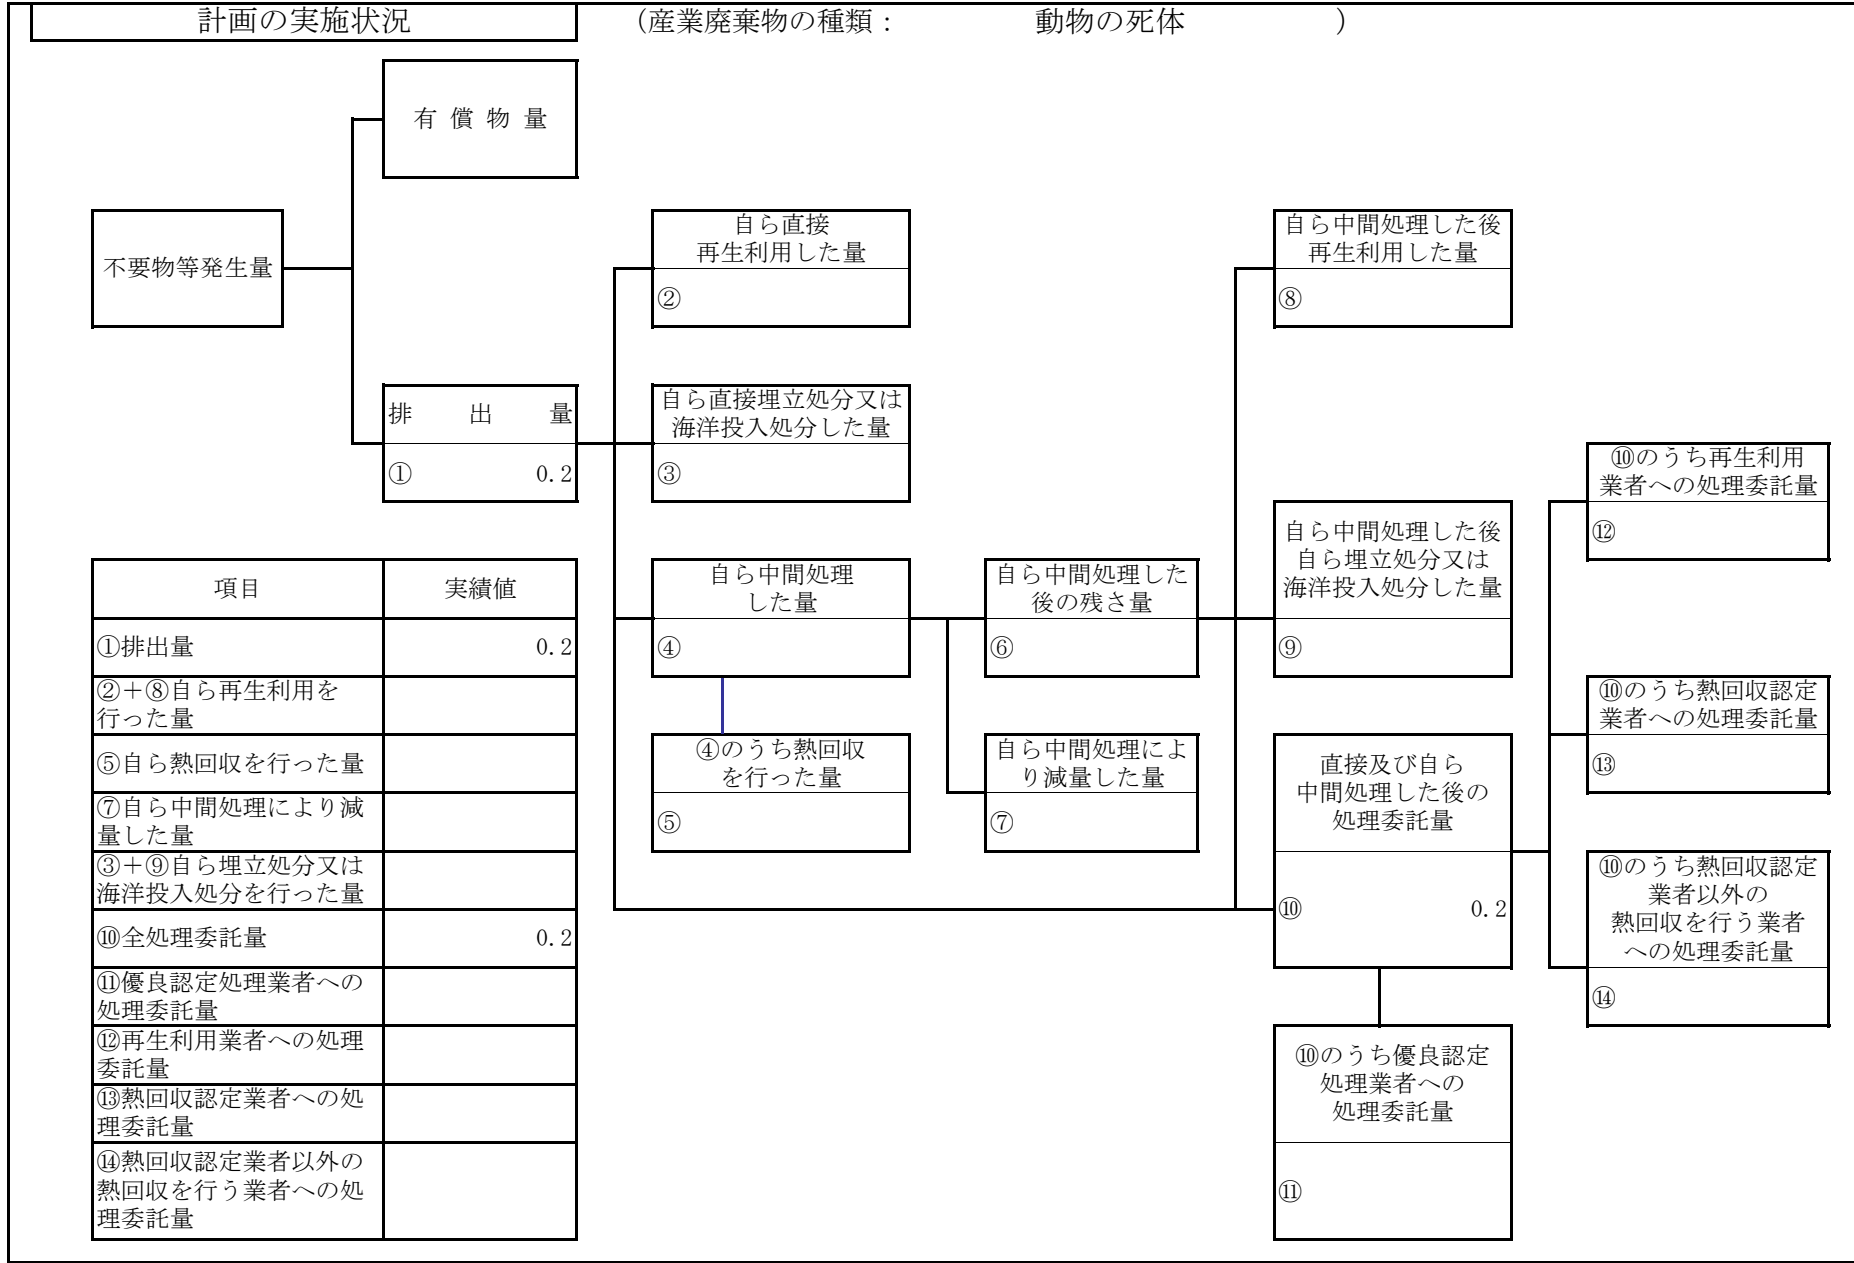 計画の実施状況
（産業廃棄物の種類：　動物の死体　）
有償物量
不要物等発生量
自ら直接
再生利用した量
②
自ら中間処理した後
再生利用した量
⑧
排出量
① 0.2
自ら直接埋立処分又は
海洋投入処分した量
③
⑩のうち再生利用
業者への処理委託量
⑫
自ら中間処理した後
自ら埋立処分又は
海洋投入処分した量
⑨
自ら中間処理
した量
④
自ら中間処理した
後の残さ量
⑥
⑩のうち熱回収認定
業者への処理委託量
⑬
④のうち熱回収
を行った量
⑤
自ら中間処理によ
り減量した量
⑦
直接及び自ら
中間処理した後の
処理委託量
⑩ 0.2
⑩のうち熱回収認定
業者以外の
熱回収を行う業者
への処理委託量
⑭
⑩のうち優良認定
処理業者への
処理委託量
⑪
項目 実績値
①排出量 0.2
②＋⑧自ら再生利用を
行った量
⑤自ら熱回収を行った量
⑦自ら中間処理により減
量した量
③＋⑨自ら埋立処分又は
海洋投入処分を行った量
⑩全処理委託量 0.2
⑪優良認定処理業者への
処理委託量
⑫再生利用業者への処理
委託量
⑬熱回収認定業者への処
理委託量
⑭熱回収認定業者以外の
熱回収を行う業者への処
理委託量